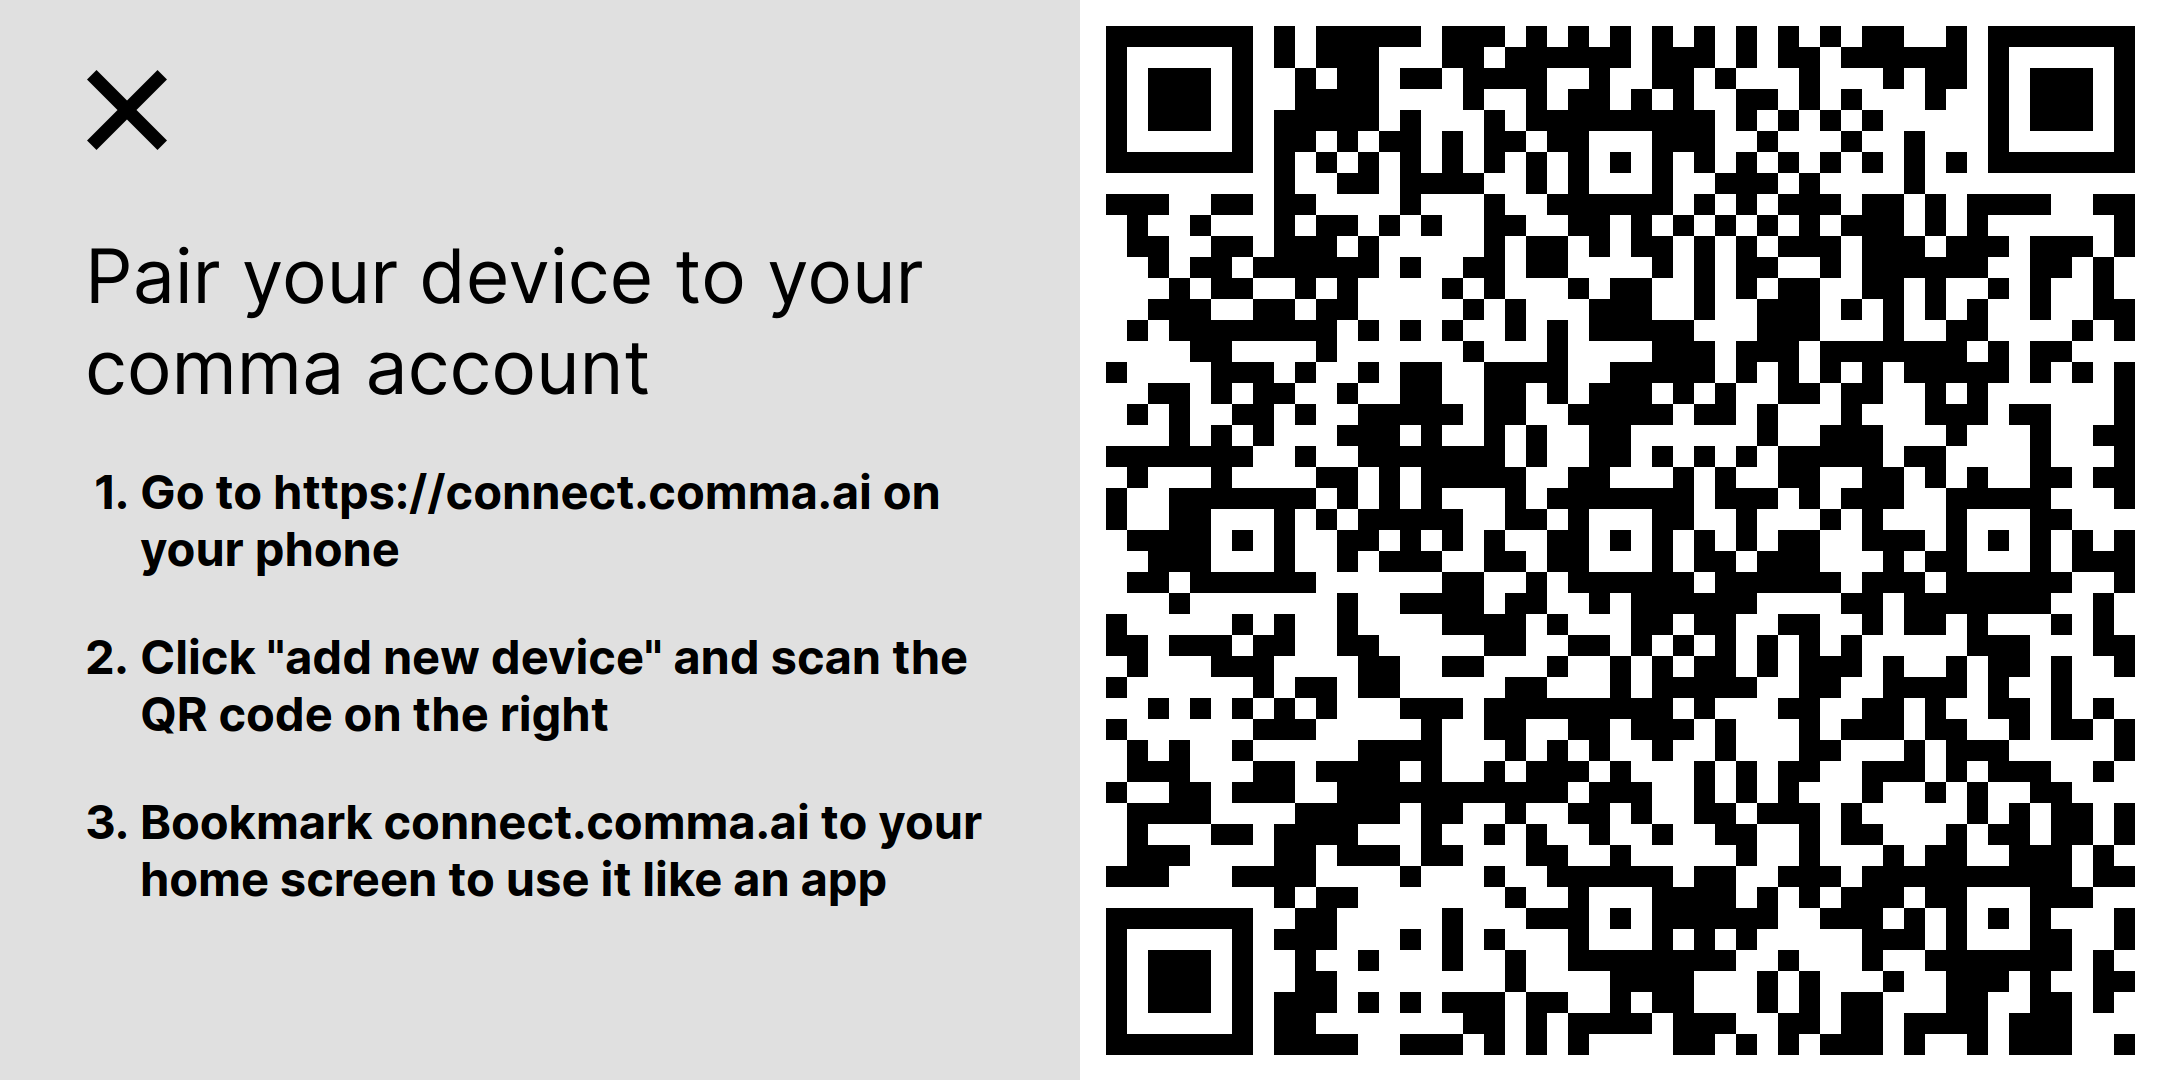 Pair your device to your
comma account
1. Go to https://connect.comma.ai on
your phone
2. Click "add new device" and scan the
QR code on the right
3. Bookmark connect.comma.ai to your
home screen to use it like an app